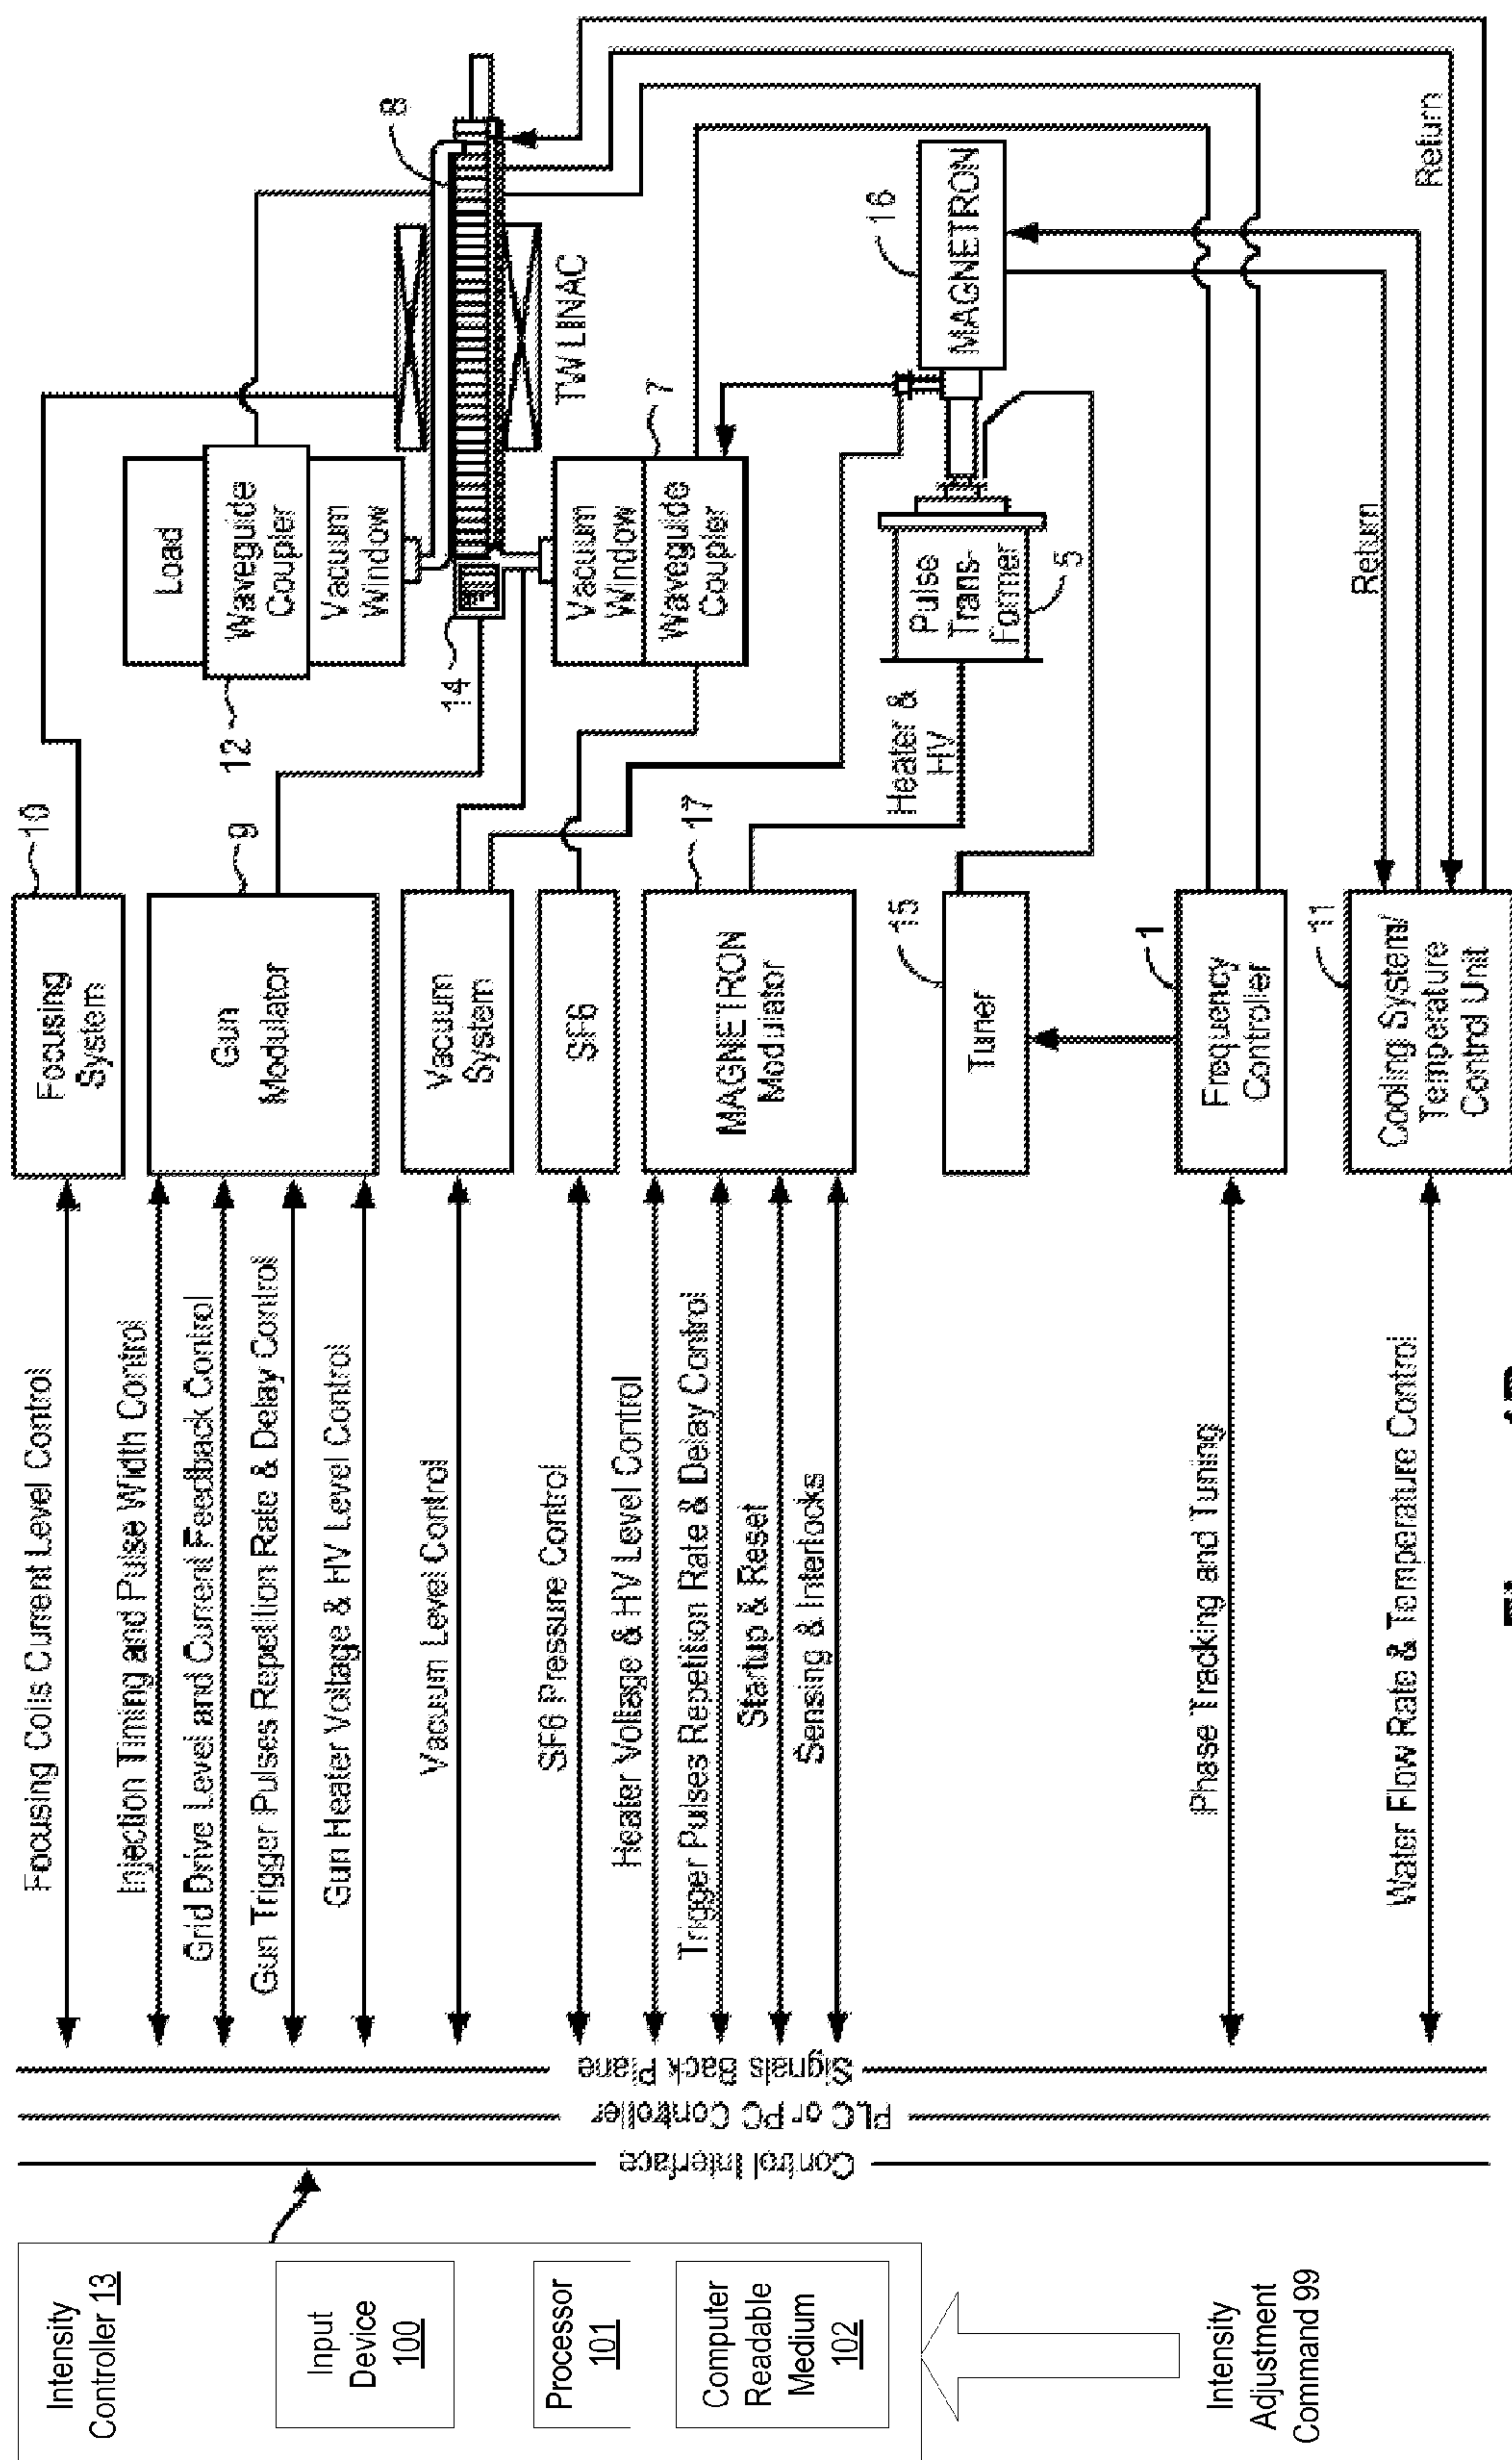 Intensity
Controller 13
Input
Device
100
Processor
101
Computer
Readable
Medium
102
Intensity
Adjustment
Command 99
Control Interface
PLC or PC Controller
Signals Back Plane
Focusing Coils Current Level Control
Injection Timing and Pulse Width Control
Grid Drive Level and Current Feedback Control
Gun Trigger Pulses Repetition Rate & Delay Control
Gun Heater Voltage & HV Level Control
Vacuum Level Control
SF6 Pressure Control
Heater Voltage & HV Level Control
Trigger Pulses Repetition Rate & Delay Control
Startup & Reset
Sensing & Interlocks
Phase Tracking and Tuning
Water Flow Rate & Temperature Control
Focusing
System
10
Gun
Modulator
9
Vacuum
System
SF6
MAGNETRON
Modulator
17
Tuner
15
Frequency
Controller
1
Cooling System/
Temperature
Control Unit
11
Load
Waveguide
Coupler
Vacuum
Window
12
14
8
TW LINAC
Vacuum
Window
Waveguide
Coupler
7
Heater &
HV
Pulse
Trans-
former
5
MAGNETRON
16
Return
Return